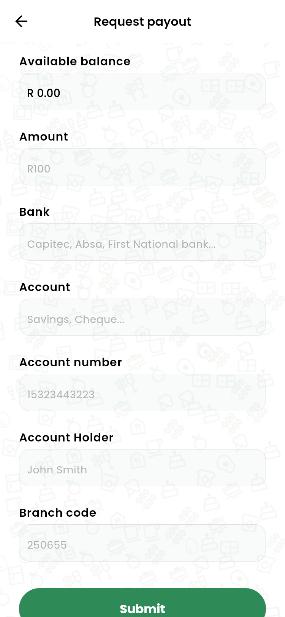 Request payout
Available balance
R 0.00
Amount
R100
Bank
Capitec, Absa, First National bank...
Account
Savings, Cheque...
Account number
15323443223
Account Holder
John Smith
Branch code
250655
Submit